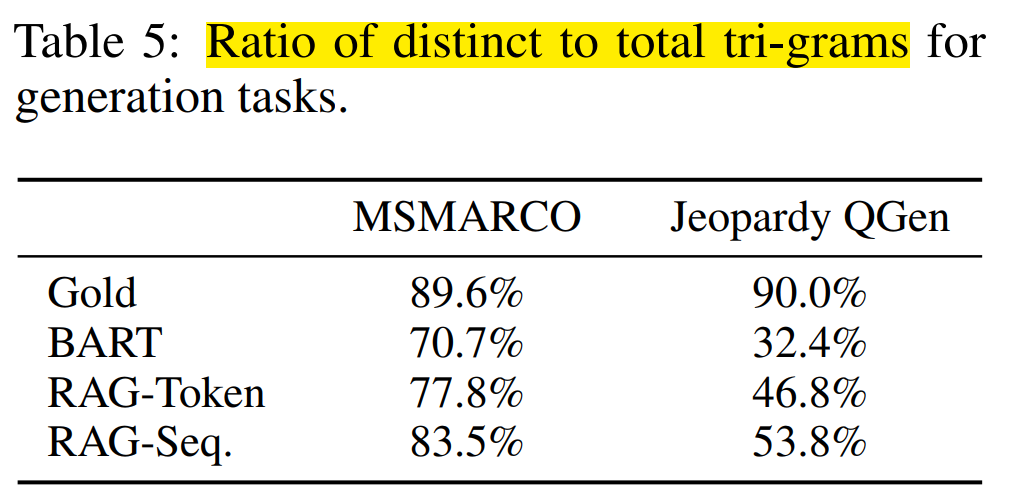 Table 5: Ratio of distinct to total tri-grams for
generation tasks.
MSMARCO Jeopardy QGen
Gold 89.6% 90.0%
BART 70.7% 32.4%
RAG-Token 77.8% 46.8%
RAG-Seq. 83.5% 53.8%